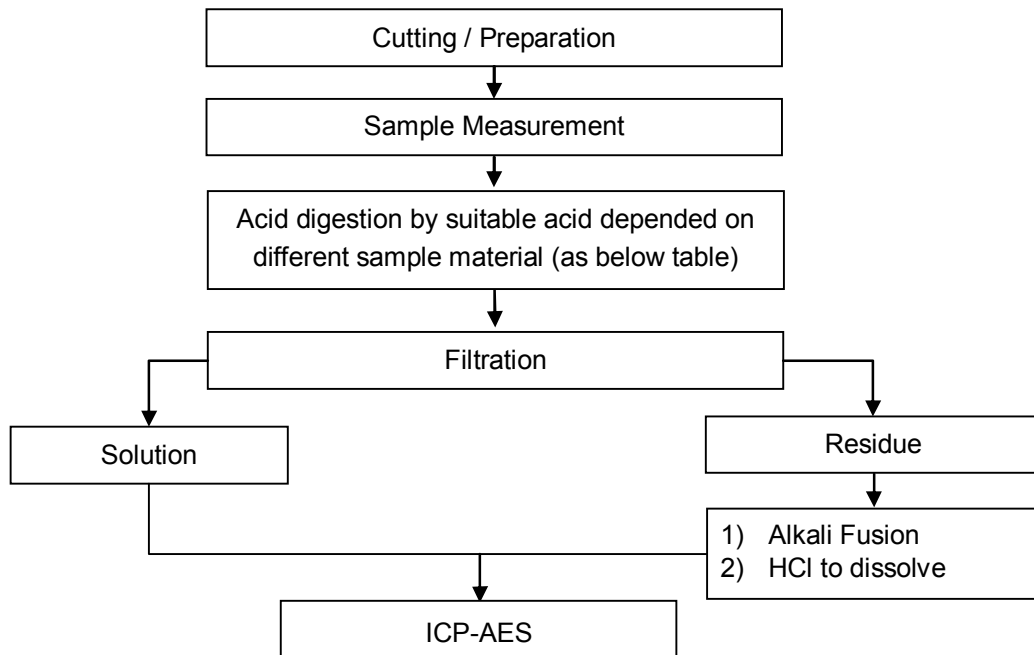 Cutting / Preparation
Sample Measurement
Acid digestion by suitable acid depended on
different sample material (as below table)
Filtration
Solution
Residue
1) Alkali Fusion
2) HCl to dissolve
ICP-AES